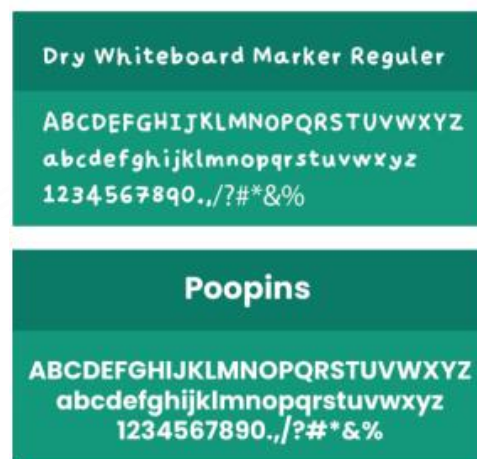 Dry Whiteboard Marker Reguler
ABCDEFGHIJKLMNOPQRSTUVWXYZ
abcdefghijklmnopqrstuvwxyz
1234567890.,/?#*&%
Poopins
ABCDEFGHIJKLMNOPQRSTUVWXYZ
abcdefghijklmnopqrstuvwxyz
1234567890.,/?#*&%